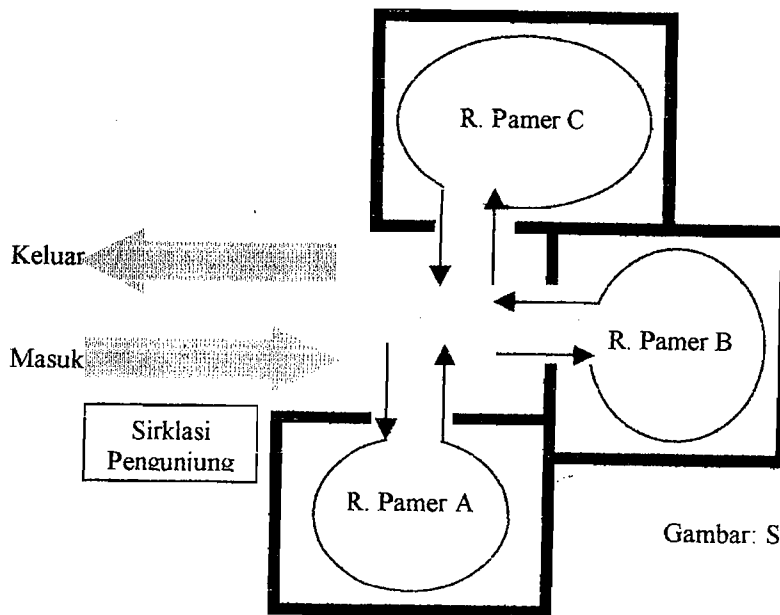 R. Pamer C
Keluar
R. Pamer B
Masuk
Sirklasi
Pengunjung
R. Pamer A
Gambar: S